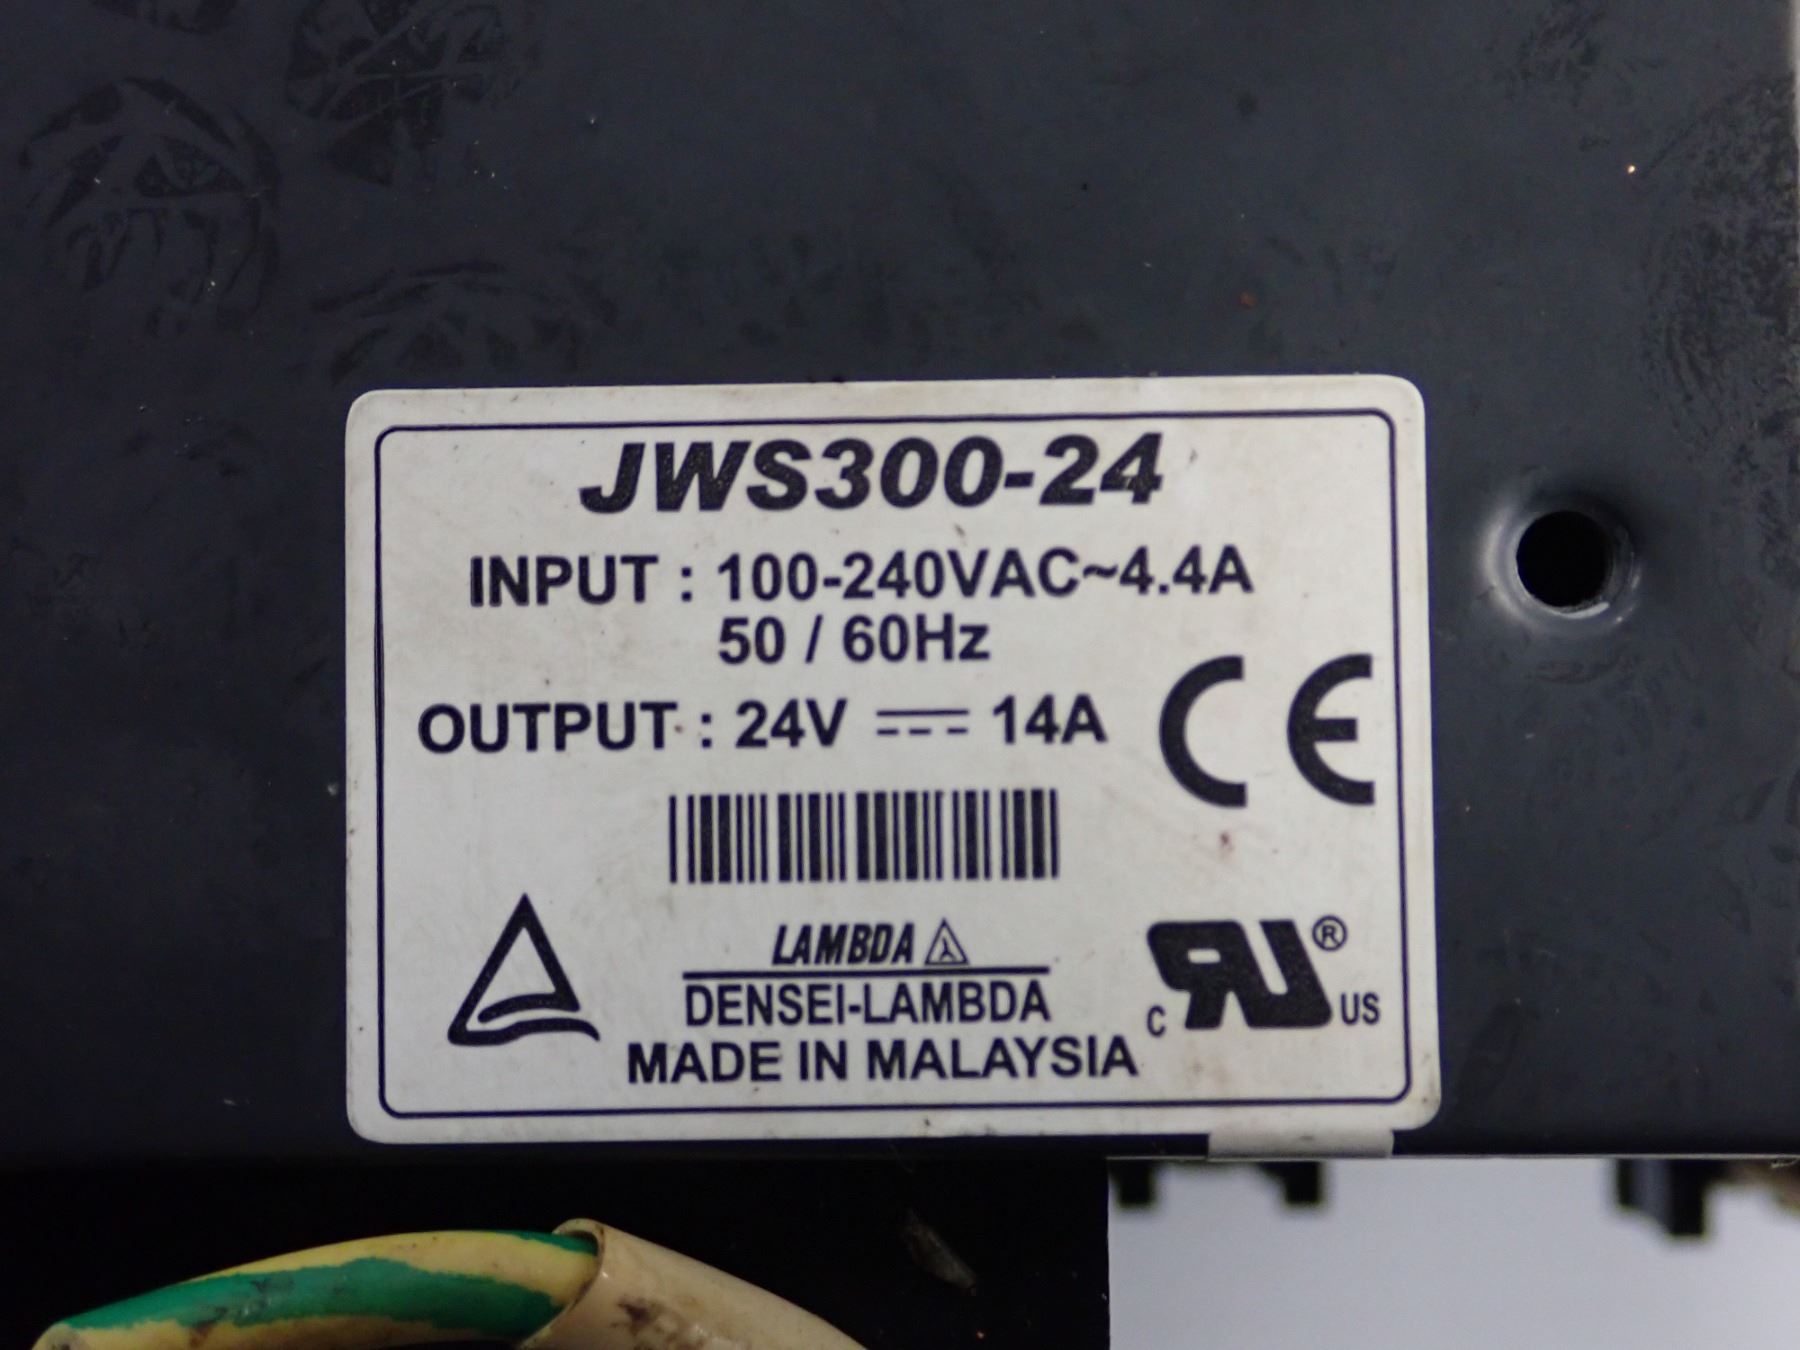 JWS300-24
INPUT : 100-240VAC~4.4A
50 / 60Hz
OUTPUT : 24V ⎓ 14A
CE
LAMBDA
DENSEI-LAMBDA
MADE IN MALAYSIA
C RU ® US